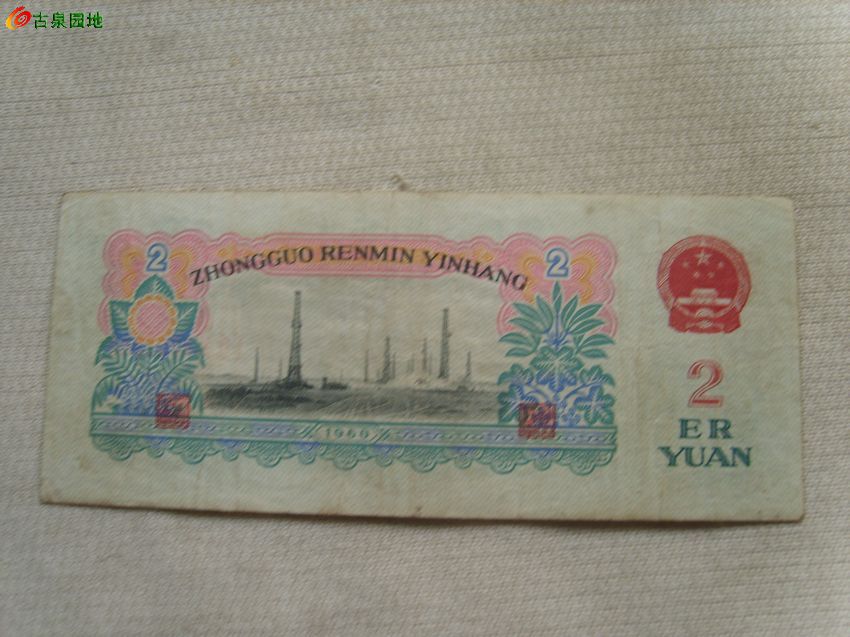 古泉园地
2
ZHONGGUO RENMIN YINHANG
2
1960
2
ER
YUAN